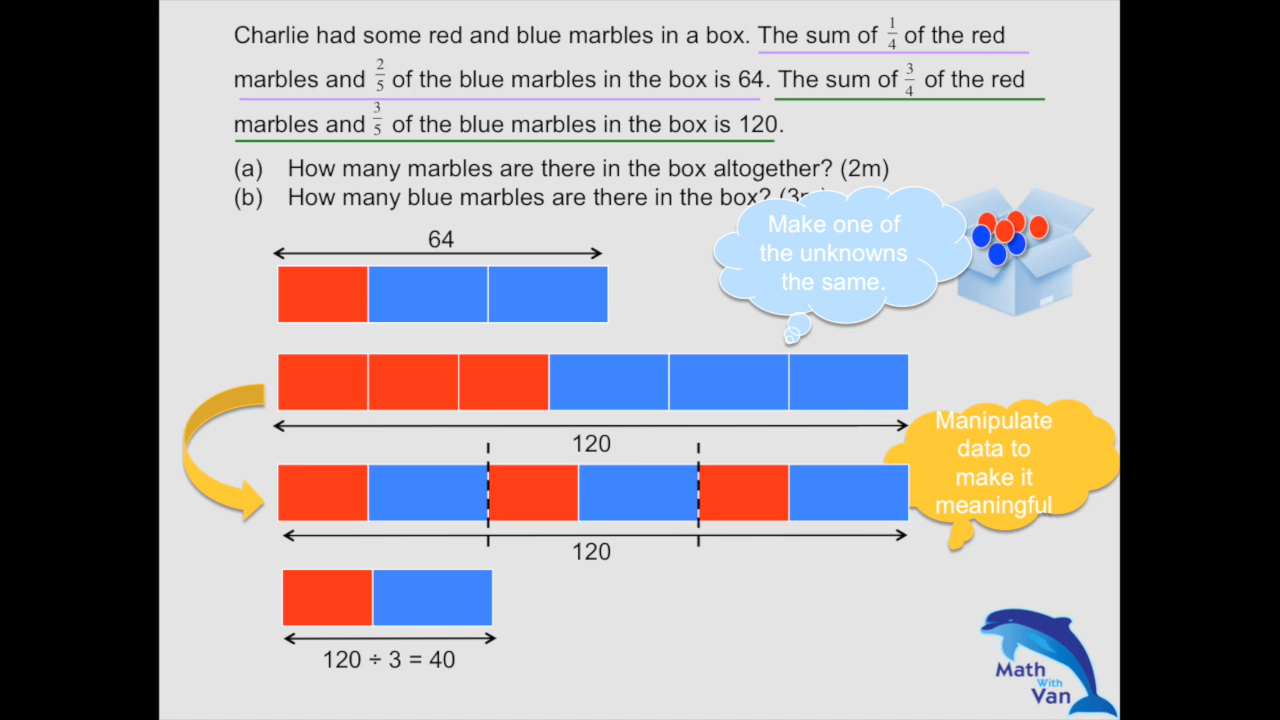 Charlie had some red and blue marbles in a box. The sum of 1/4 of the red
marbles and 2/5 of the blue marbles in the box is 64. The sum of 3/4 of the red
marbles and 3/5 of the blue marbles in the box is 120.
(a) How many marbles are there in the box altogether? (2m)
(b) How many blue marbles are there in the box?
Make one of
the unknowns
the same.
64
120
Manipulate
data to
make it
meaningful
120
120 ÷ 3 = 40
Math
With
Van